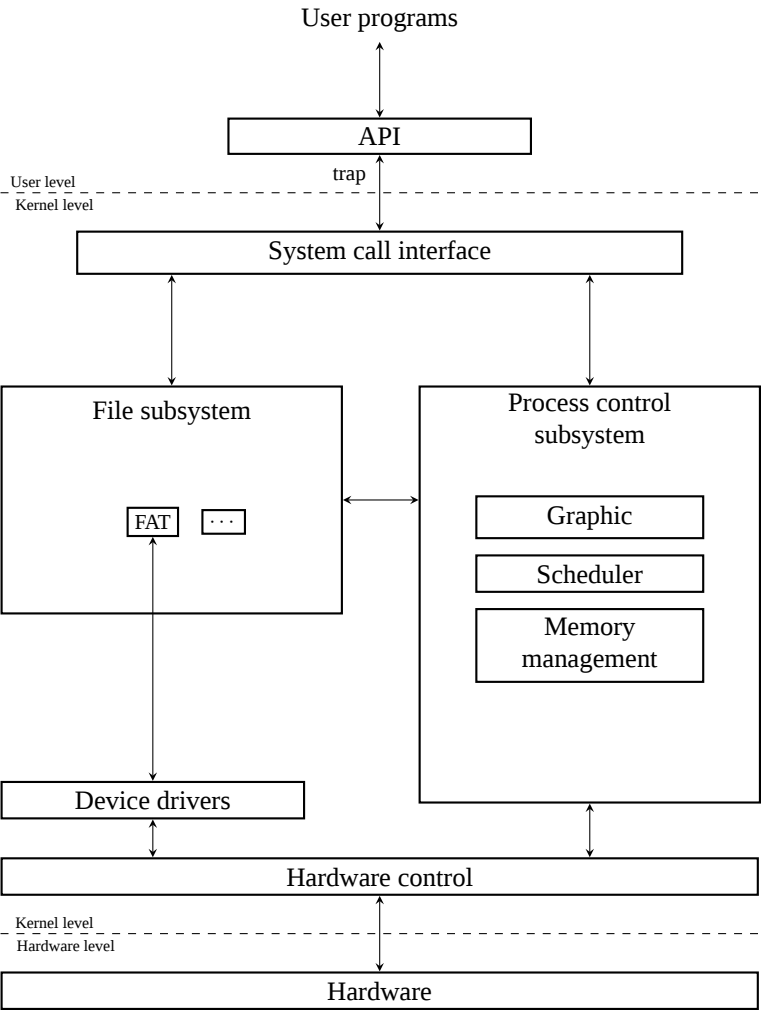 User programs
API
trap
User level
Kernel level
System call interface
File subsystem
FAT
...
Process control
subsystem
Graphic
Scheduler
Memory
management
Device drivers
Hardware control
Kernel level
Hardware level
Hardware